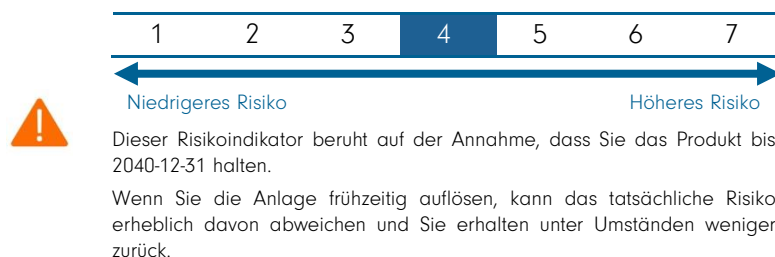 1 2 3 4 5 6 7
Niedrigeres Risiko Höheres Risiko
Dieser Risikoindikator beruht auf der Annahme, dass Sie das Produkt bis
2040-12-31 halten.
Wenn Sie die Anlage frühzeitig auflösen, kann das tatsächliche Risiko
erheblich davon abweichen und Sie erhalten unter Umständen weniger
zurück.